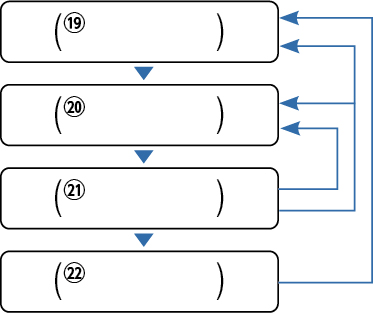 ( ⑲ )
( ⑳ )
( ㉑ )
( ㉒ )